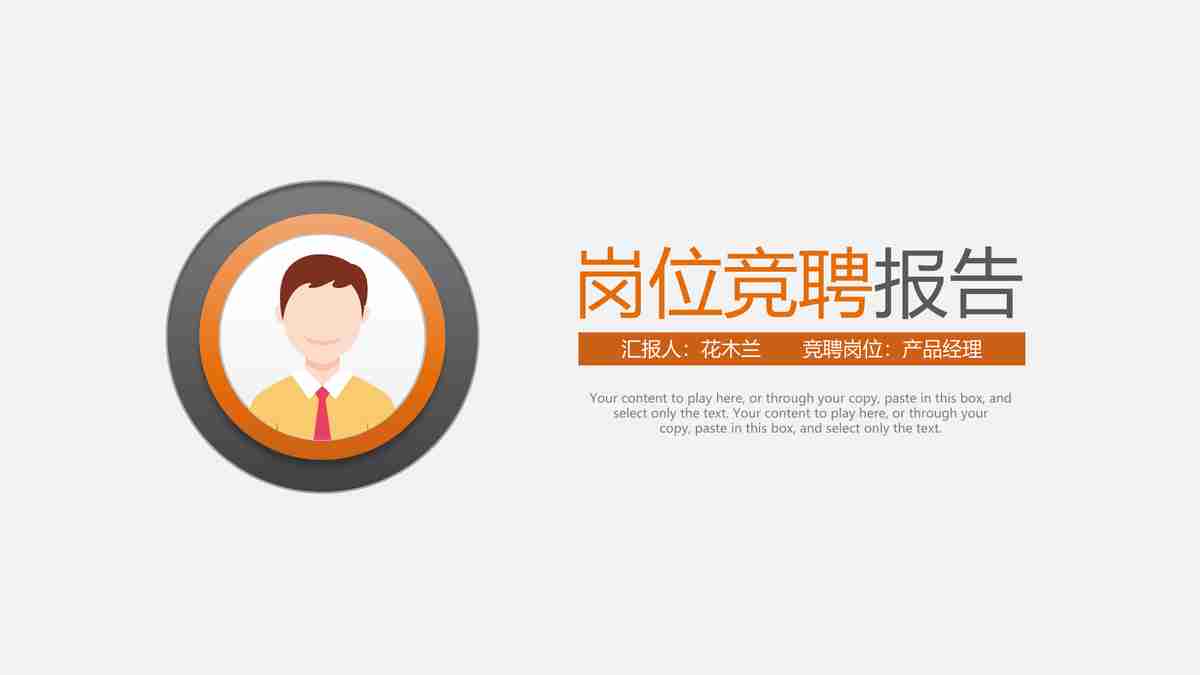 岗位竞聘报告
汇报人：花木兰 竞聘岗位：产品经理
Your content to play here, or through your copy, paste in this box, and
select only the text. Your content to play here, or through your
copy, paste in this box, and select only the text.